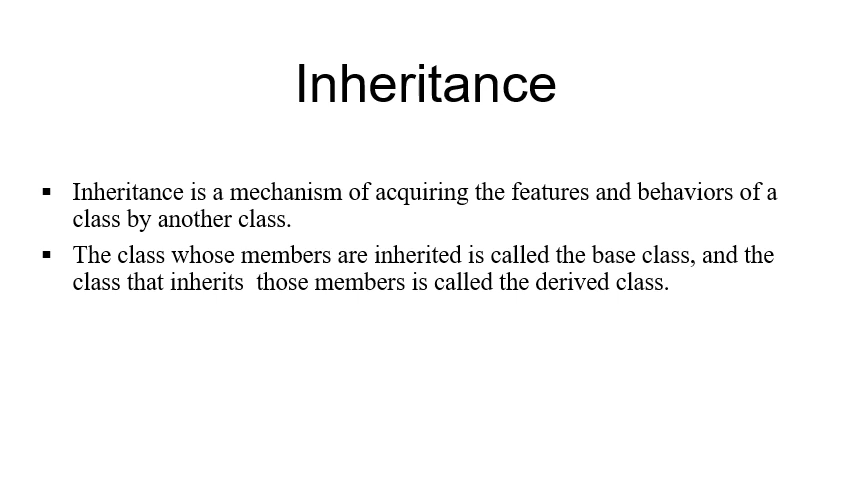 Inheritance
▪ Inheritance is a mechanism of acquiring the features and behaviors of a
class by another class.
▪ The class whose members are inherited is called the base class, and the
class that inherits  those members is called the derived class.